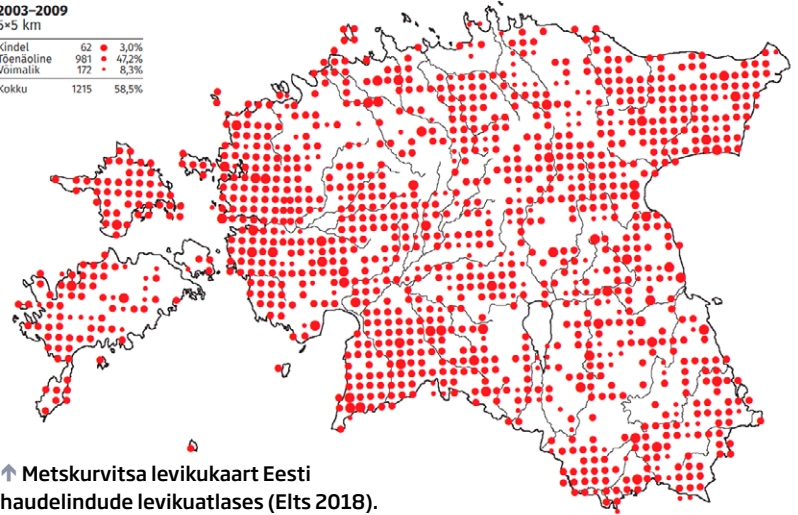 2003–2009
5×5 km
Kindel 62 ● 3,0%
Tõenäoline 981 • 47,2%
Võimalik 172 · 8,3%
Kokku 1215 58,5%
↑ Metskurvitsa levikukaart Eesti
haudelindude levikuatlases (Elts 2018).